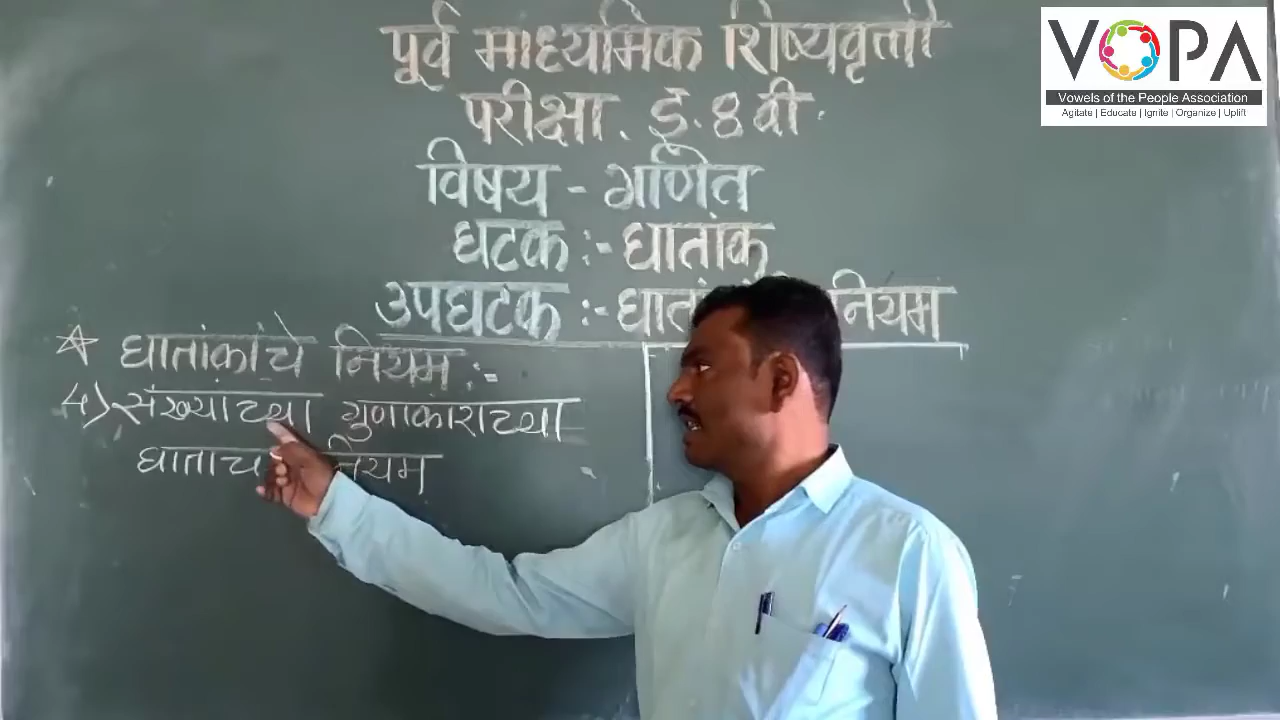 पूर्व माध्यमिक शिष्यवृत्ती
परीक्षा. इ. 8 वी.
विषय - गणित
घटक :- घातांक
उपघटक :- नियम
☆ घातांकांचे नियम :-
4) संख्याच्या गुणाकाराच्या
नियम
VOPA
Vowels of the People Association
Agitate | Educate | Ignite | Organize | Uplift